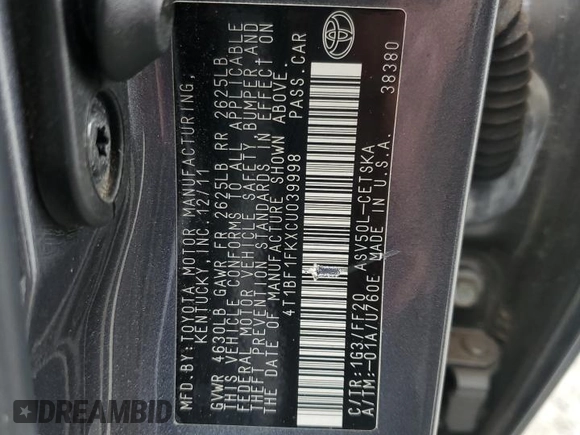 MFD. BY: TOYOTA MOTOR MANUFACTURING,
KENTUCKY, INC. 12/11
GVWR 4630LB GAWR FR 2625LB RR 2625LB
THIS VEHICLE CONFORMS TO ALL APPLICABLE
FEDERAL MOTOR VEHICLE SAFETY, BUMPER AND
THEFT PREVENTION STANDARDS IN EFFECT ON
THE DATE OF MANUFACTURE SHOWN ABOVE.
4T1BF1FKXCU039998 PASS. CAR
C/TR: 1G3/FF20 ASV50L-CETSKA
A/TM: -01A/U760E MADE IN U.S.A.
38380
DREAMBID